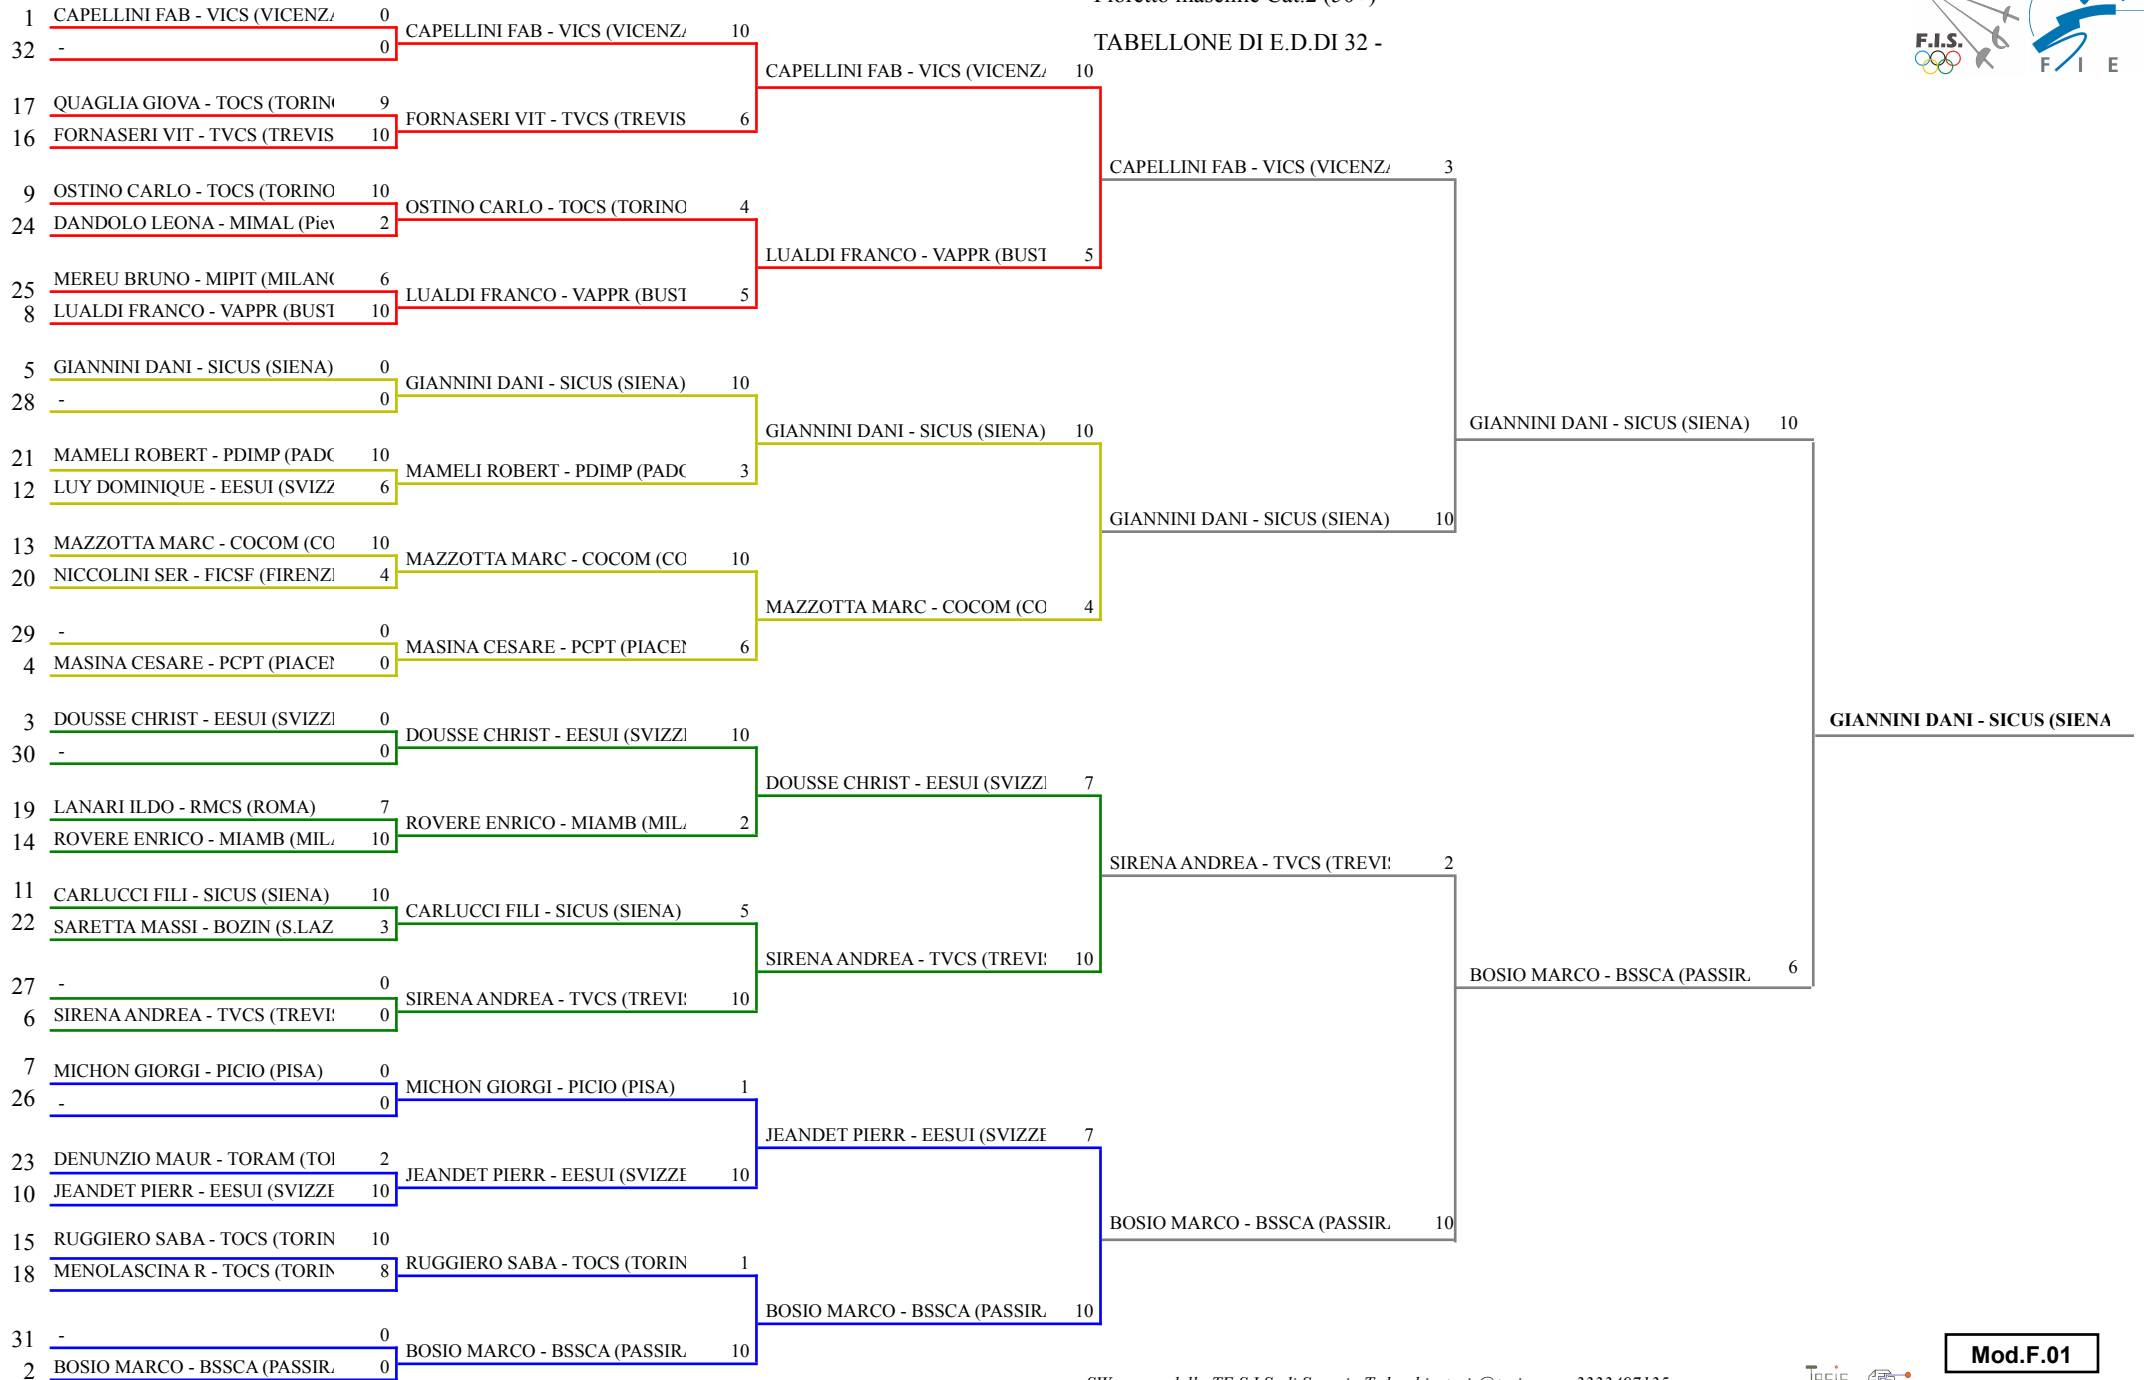 TABELLONE DI E.D.DI 32 -
F.I.S.
F I E
1 CAPELLINI FAB - VICS (VICENZ 0
32 - 0
17 QUAGLIA GIOVA - TOCS (TORIN 9
16 FORNASERI VIT - TVCS (TREVIS 10
9 OSTINO CARLO - TOCS (TORINO 10
24 DANDOLO LEONA - MIMAL (Piev 2
25 MEREU BRUNO - MIPIT (MILAN 6
8 LUALDI FRANCO - VAPPR (BUST 10
5 GIANNINI DANI - SICUS (SIENA) 0
28 - 0
21 MAMELI ROBERT - PDIMP (PADO 10
12 LUY DOMINIQUE - EESUI (SVIZZ 6
13 MAZZOTTA MARC - COCOM (CO 10
20 NICCOLINI SER - FICSF (FIRENZ 4
29 - 0
4 MASINA CESARE - PCPT (PIACEN 0
3 DOUSSE CHRIST - EESUI (SVIZZ 0
30 - 0
19 LANARI ILDO - RMCS (ROMA) 7
14 ROVERE ENRICO - MIAMB (MIL 10
11 CARLUCCI FILI - SICUS (SIENA) 10
22 SARETTA MASSI - BOZIN (S.LAZ 3
27 - 0
6 SIRENA ANDREA - TVCS (TREVI 0
7 MICHON GIORGI - PICIO (PISA) 0
26 - 0
23 DENUNZIO MAUR - TORAM (TO 2
10 JEANDET PIERR - EESUI (SVIZZE 10
15 RUGGIERO SABA - TOCS (TORIN 10
18 MENOLASCINA R - TOCS (TORIN 8
31 - 0
2 BOSIO MARCO - BSSCA (PASSIR 0
CAPELLINI FAB - VICS (VICENZ 10
FORNASERI VIT - TVCS (TREVIS 6
OSTINO CARLO - TOCS (TORINO 4
LUALDI FRANCO - VAPPR (BUST 5
GIANNINI DANI - SICUS (SIENA) 10
MAMELI ROBERT - PDIMP (PADO 3
MAZZOTTA MARC - COCOM (CO 10
MASINA CESARE - PCPT (PIACEN 6
DOUSSE CHRIST - EESUI (SVIZZ 10
ROVERE ENRICO - MIAMB (MIL 2
CARLUCCI FILI - SICUS (SIENA) 5
SIRENA ANDREA - TVCS (TREVI 10
MICHON GIORGI - PICIO (PISA) 1
JEANDET PIERR - EESUI (SVIZZE 10
RUGGIERO SABA - TOCS (TORIN 1
BOSIO MARCO - BSSCA (PASSIR 10
CAPELLINI FAB - VICS (VICENZ 10
LUALDI FRANCO - VAPPR (BUST 5
GIANNINI DANI - SICUS (SIENA) 10
MAZZOTTA MARC - COCOM (CO 4
DOUSSE CHRIST - EESUI (SVIZZ 7
SIRENA ANDREA - TVCS (TREVI 10
JEANDET PIERR - EESUI (SVIZZE 7
BOSIO MARCO - BSSCA (PASSIR 10
CAPELLINI FAB - VICS (VICENZ 3
GIANNINI DANI - SICUS (SIENA) 10
SIRENA ANDREA - TVCS (TREVI 2
BOSIO MARCO - BSSCA (PASSIR 10
GIANNINI DANI - SICUS (SIENA) 10
BOSIO MARCO - BSSCA (PASSIR 6
GIANNINI DANI - SICUS (SIENA
Mod.F.01